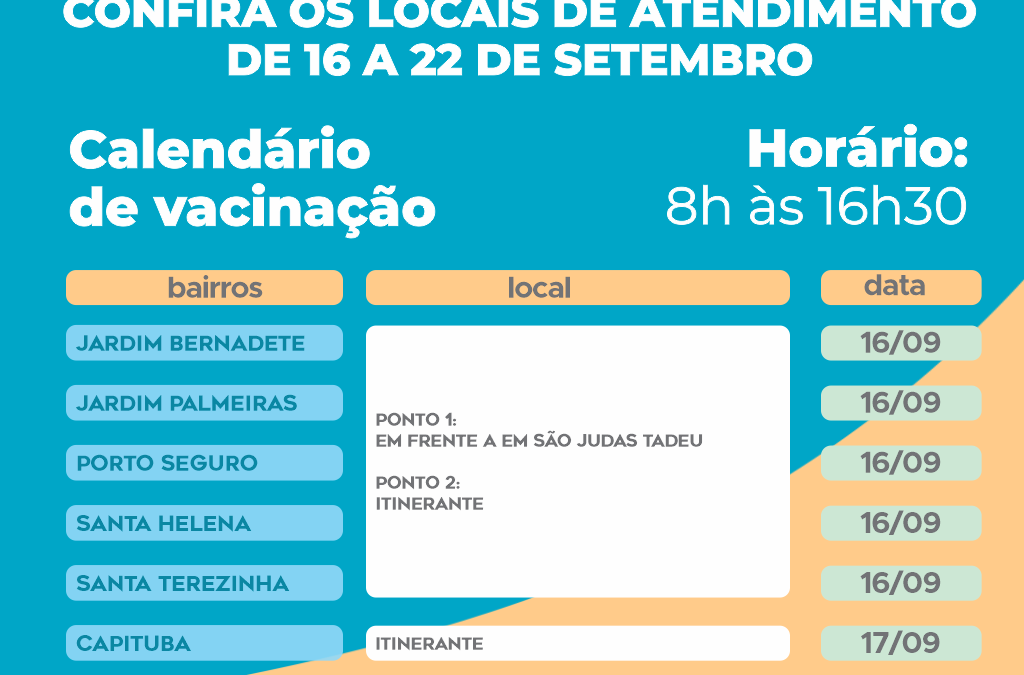 CONFIRA OS LOCAIS DE ATENDIMENTO
DE 16 A 22 DE SETEMBRO
Calendário
de vacinação
Horário:
8h às 16h30
bairros local data
JARDIM BERNADETE 16/09
JARDIM PALMEIRAS 16/09
PONTO 1:
EM FRENTE A EM SÃO JUDAS TADEU
PORTO SEGURO 16/09
PONTO 2:
ITINERANTE
SANTA HELENA 16/09
SANTA TEREZINHA 16/09
CAPITUBA ITINERANTE 17/09